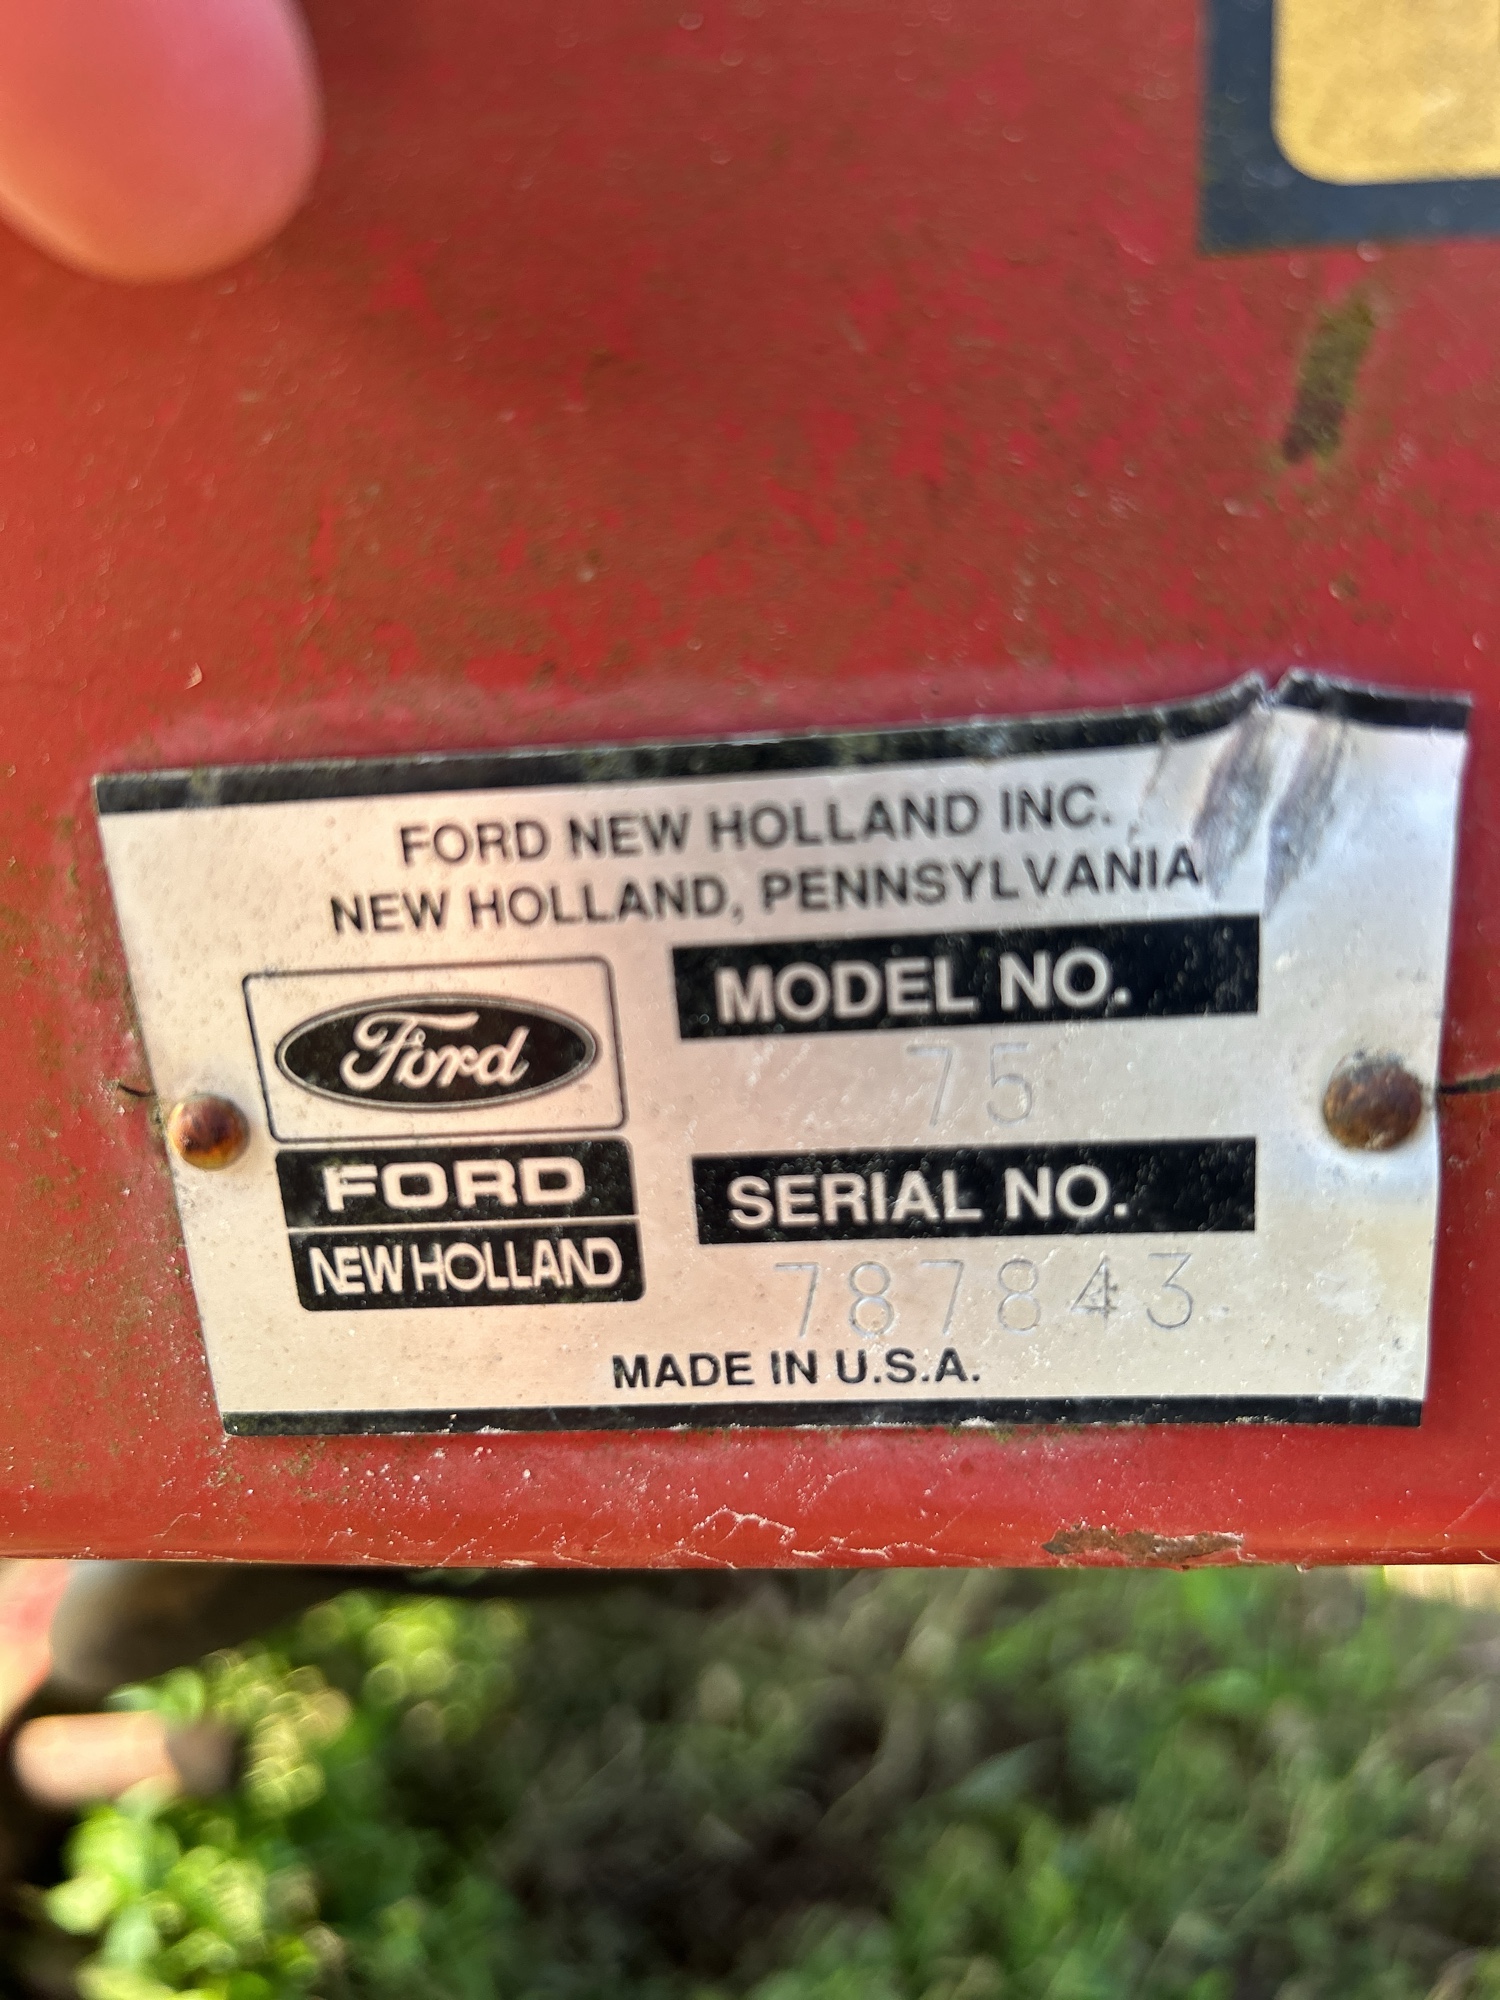 FORD NEW HOLLAND INC.
NEW HOLLAND, PENNSYLVANIA
Ford
FORD
NEW HOLLAND
MODEL NO.
75
SERIAL NO.
787843
MADE IN U.S.A.